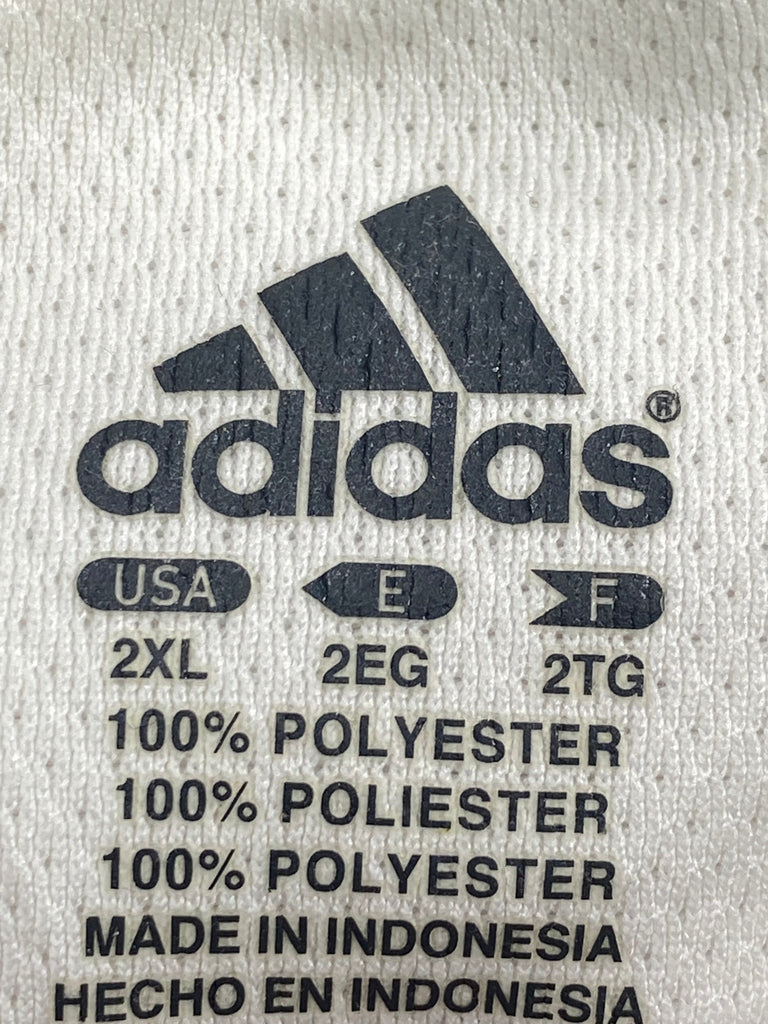 adidas®
USA E F
2XL 2EG 2TG
100% POLYESTER
100% POLIESTER
100% POLYESTER
MADE IN INDONESIA
HECHO EN INDONESIA